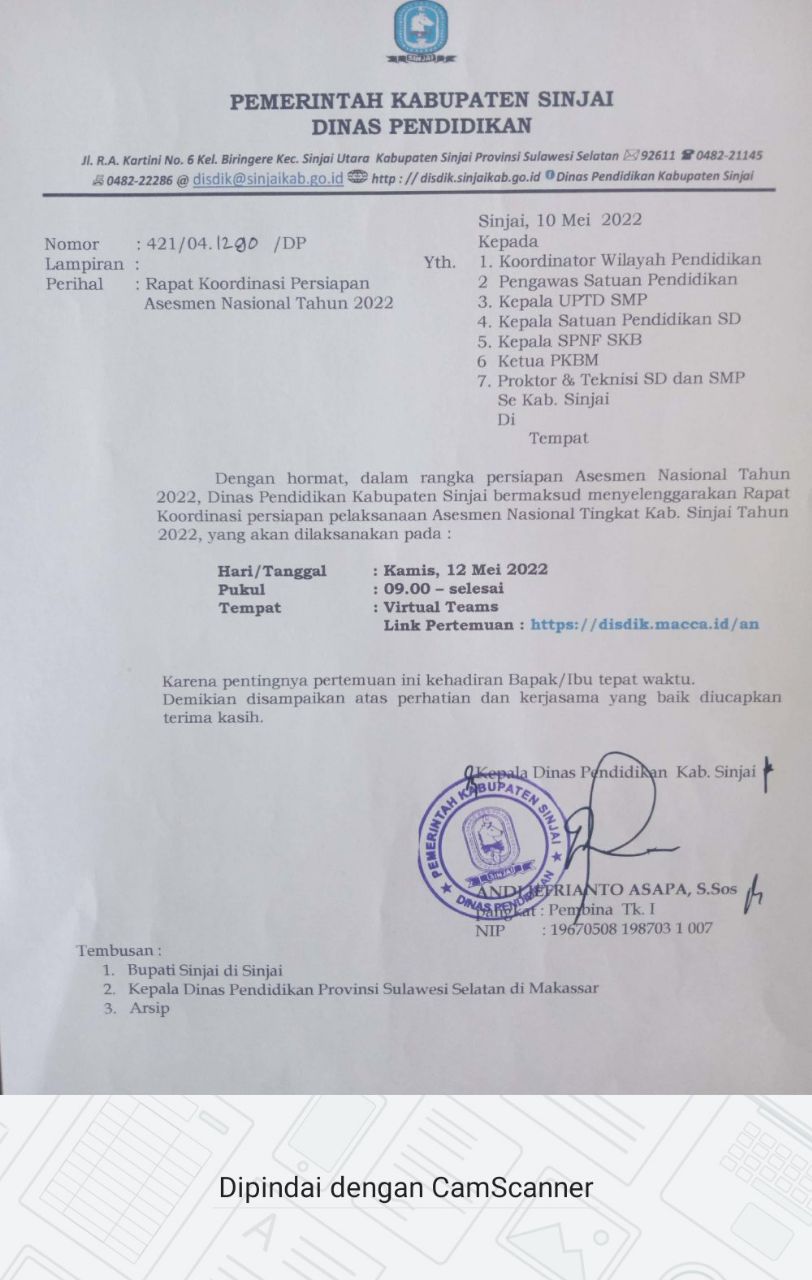 SINJAI
PEMERINTAH KABUPATEN SINJAI
DINAS PENDIDIKAN
Jl. R.A. Kartini No. 6 Kel. Biringere Kec. Sinjai Utara Kabupaten Sinjai Provinsi Sulawesi Selatan 92611 0482-21145
0482-22286 @ disdik@sinjaikab.go.id http : // disdik.sinjaikab.go.id Dinas Pendidikan Kabupaten Sinjai
Sinjai, 10 Mei 2022
Kepada
Nomor : 421/04.1290 /DP
Lampiran :
Perihal : Rapat Koordinasi Persiapan
Asesmen Nasional Tahun 2022
Yth. 1. Koordinator Wilayah Pendidikan
2 Pengawas Satuan Pendidikan
3. Kepala UPTD SMP
4. Kepala Satuan Pendidikan SD
5. Kepala SPNF SKB
6 Ketua PKBM
7. Proktor & Teknisi SD dan SMP
Se Kab. Sinjai
Di
Tempat
Dengan hormat, dalam rangka persiapan Asesmen Nasional Tahun
2022, Dinas Pendidikan Kabupaten Sinjai bermaksud menyelenggarakan Rapat
Koordinasi persiapan pelaksanaan Asesmen Nasional Tingkat Kab. Sinjai Tahun
2022, yang akan dilaksanakan pada :
Hari/Tanggal : Kamis, 12 Mei 2022
Pukul : 09.00 – selesai
Tempat : Virtual Teams
Link Pertemuan : https://disdik.macca.id/an
Karena pentingnya pertemuan ini kehadiran Bapak/Ibu tepat waktu.
Demikian disampaikan atas perhatian dan kerjasama yang baik diucapkan
terima kasih.
Kepala Dinas Pendidikan Kab. Sinjai
PEMERINTAH KABUPATEN SINJAI
SINJAI
DINAS PENDIDIKAN
ANDI JEFRIANTO ASAPA, S.Sos
pangkat : Pembina Tk. I
NIP : 19670508 198703 1 007
Tembusan :
1. Bupati Sinjai di Sinjai
2. Kepala Dinas Pendidikan Provinsi Sulawesi Selatan di Makassar
3. Arsip
Dipindai dengan CamScanner